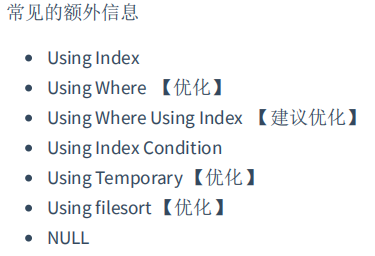 常见的额外信息
• Using Index
• Using Where 【优化】
• Using Where Using Index 【建议优化】
• Using Index Condition
• Using Temporary【优化】
• Using filesort【优化】
• NULL